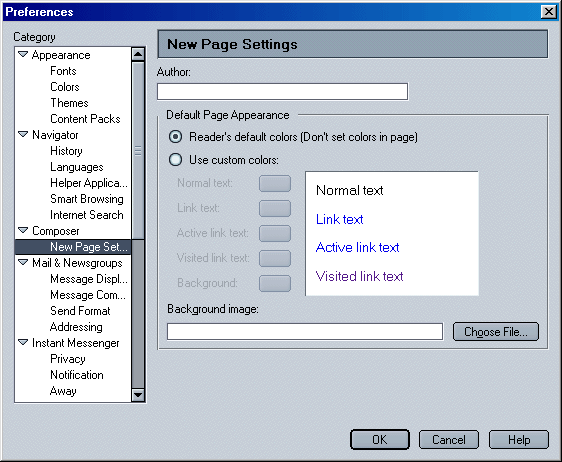 Preferences
Category
Appearance
Fonts
Colors
Themes
Content Packs
Navigator
History
Languages
Helper Applica...
Smart Browsing
Internet Search
Composer
New Page Set...
Mail & Newsgroups
Message Displ...
Message Com...
Send Format
Addressing
Instant Messenger
Privacy
Notification
Away
New Page Settings
Author:
Default Page Appearance
Reader's default colors (Don't set colors in page)
Use custom colors:
Normal text:
Link text:
Active link text:
Visited link text:
Background:
Normal text
Link text
Active link text
Visited link text
Background image:
Choose File...
OK Cancel Help